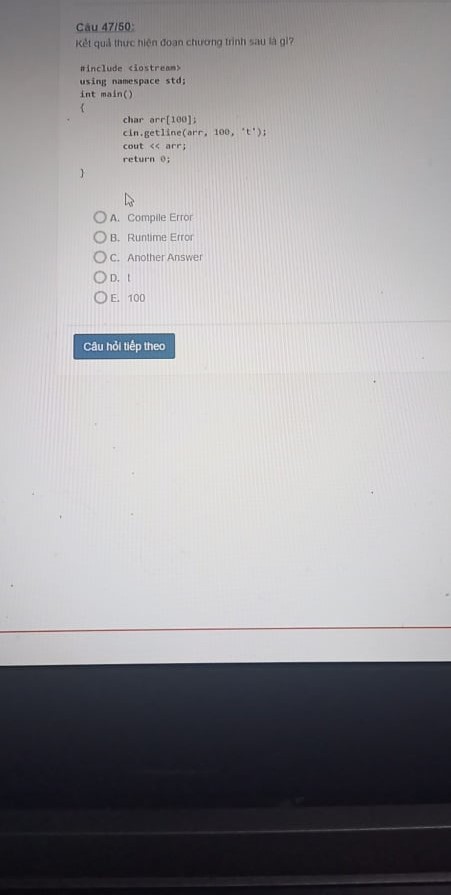 Câu 47/50:
Kết quả thực hiện đoạn chương trình sau là gì?
#include <iostream>
using namespace std;
int main()
{
char arr[100];
cin.getline(arr, 100, 't');
cout << arr;
return 0;
}
A. Compile Error
B. Runtime Error
C. Another Answer
D. t
E. 100
Câu hỏi tiếp theo